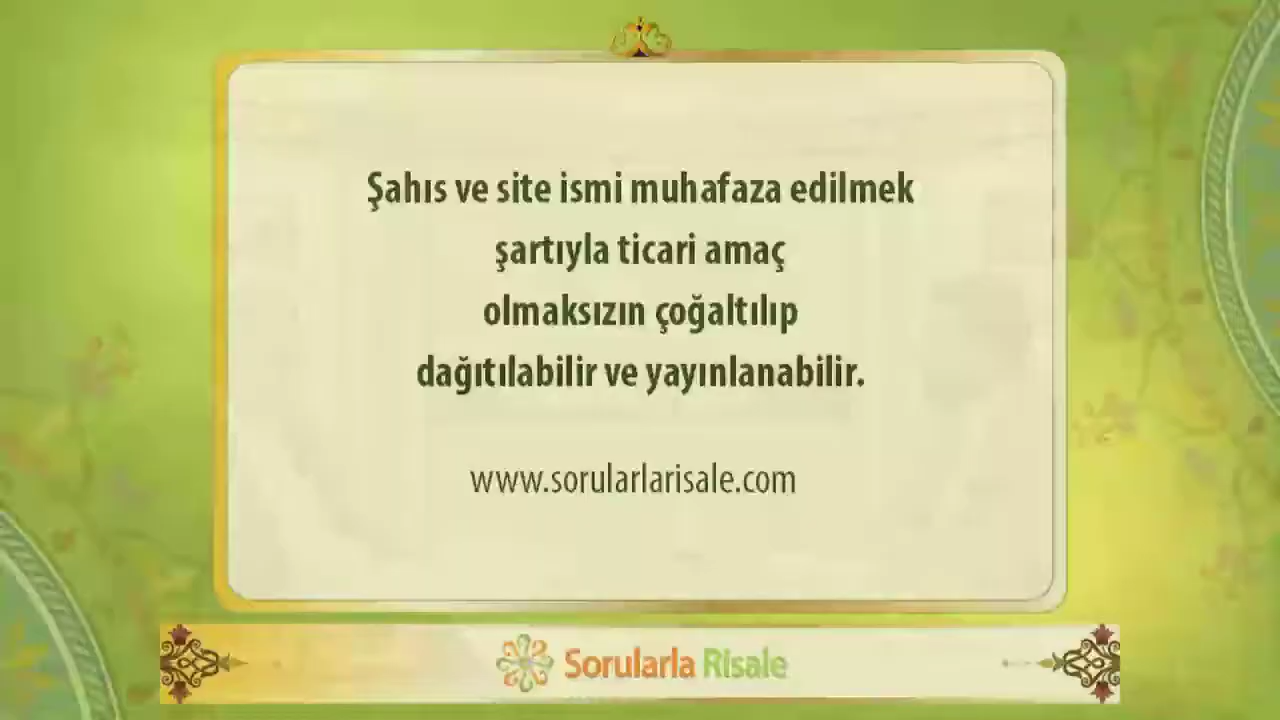 Şahıs ve site ismi muhafaza edilmek
şartıyla ticari amaç
olmaksızın çoğaltılıp
dağıtılabilir ve yayınlanabilir.
www.sorularlarisale.com
Sorularla Risale